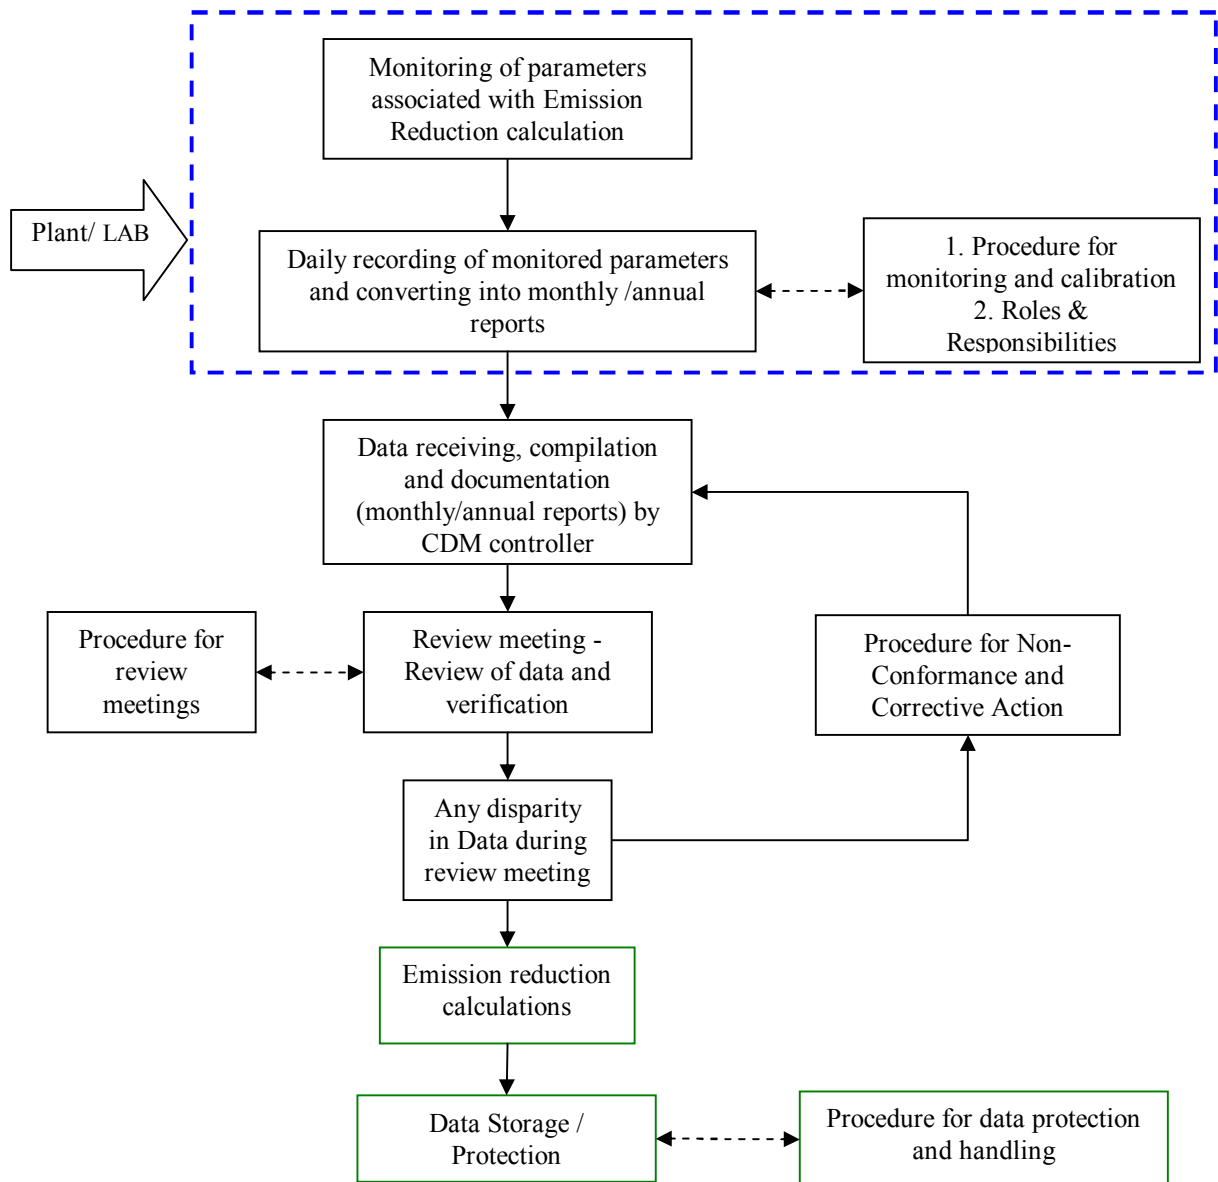 Monitoring of parameters
associated with Emission
Reduction calculation
Plant/ LAB
Daily recording of monitored parameters
and converting into monthly /annual
reports
1. Procedure for
monitoring and calibration
2. Roles &
Responsibilities
Data receiving, compilation
and documentation
(monthly/annual reports) by
CDM controller
Procedure for
review
meetings
Review meeting -
Review of data and
verification
Procedure for Non-
Conformance and
Corrective Action
Any disparity
in Data during
review meeting
Emission reduction
calculations
Data Storage /
Protection
Procedure for data protection
and handling